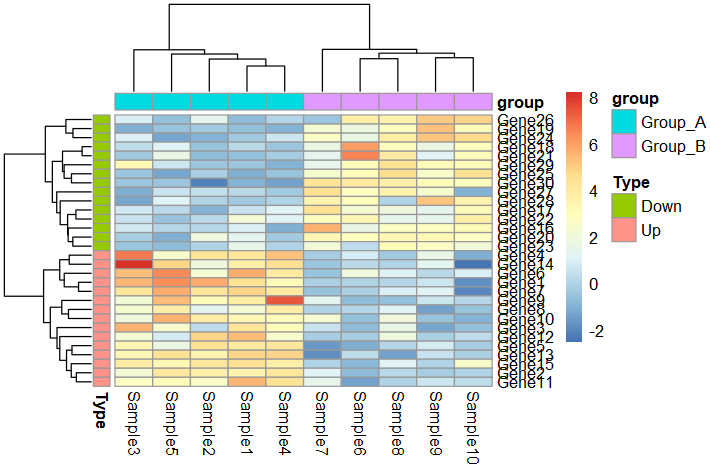 group
Gene26
Gene19
Gene24
Gene18
Gene21
Gene29
Gene25
Gene30
Gene27
Gene28
Gene17
Gene22
Gene16
Gene20
Gene23
Gene4
Gene14
Gene6
Gene1
Gene7
Gene9
Gene8
Gene10
Gene3
Gene12
Gene5
Gene13
Gene15
Gene2
Gene11
Type
Sample3
Sample5
Sample2
Sample1
Sample4
Sample7
Sample6
Sample8
Sample9
Sample10
8
6
4
2
0
-2
group
Group_A
Group_B
Type
Down
Up